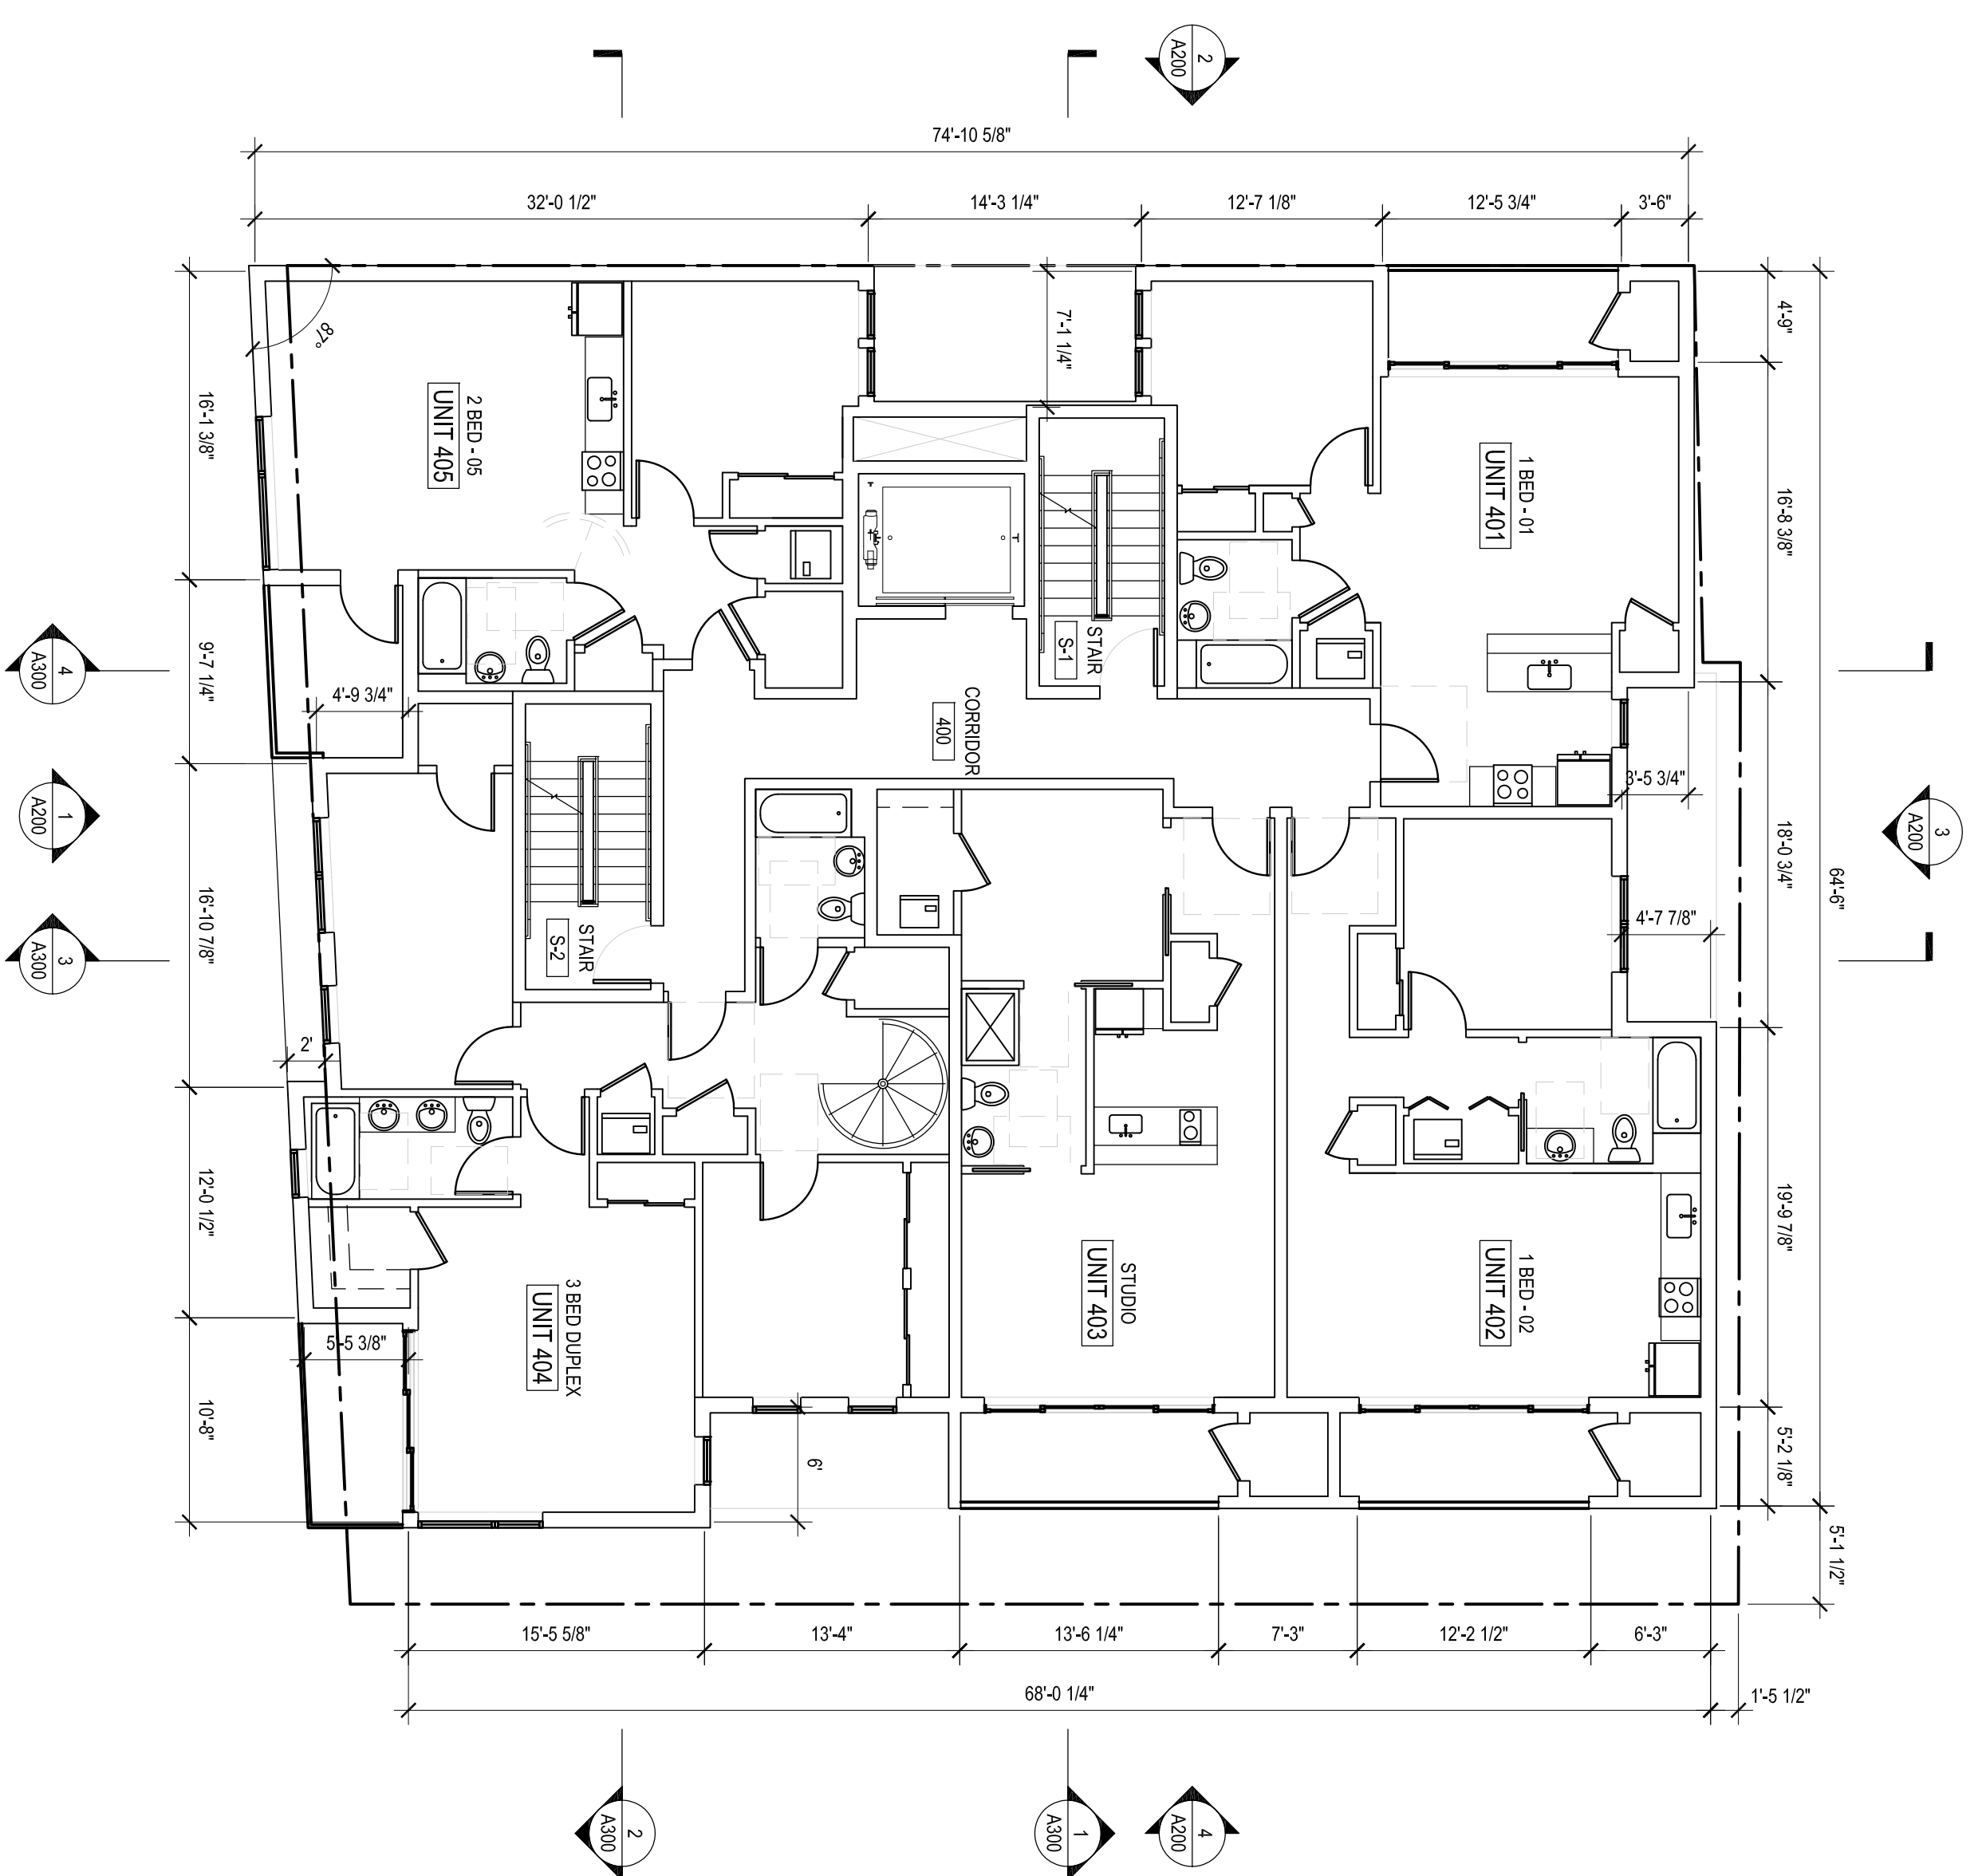 2
A200
74'-10 5/8"
32'-0 1/2"
14'-3 1/4"
12'-7 1/8"
12'-5 3/4"
3'-6"
87°
7'-1 1/4"
4'-9"
16'-1 3/8"
2 BED - 05
UNIT 405
1 BED - 01
UNIT 401
16'-8 3/8"
STAIR
S-1
4
A300
9'-7 1/4"
4'-9 3/4"
CORRIDOR
400
1
A200
3'-5 3/4"
3
A200
18'-0 3/4"
64'-6"
4'-7 7/8"
16'-10 7/8"
STAIR
S-2
3
A300
2'
12'-0 1/2"
19'-9 7/8"
3 BED DUPLEX
UNIT 404
STUDIO
UNIT 403
1 BED - 02
UNIT 402
5'-5 3/8"
10'-8"
6'
5'-2 1/8"
5'-1 1/2"
15'-5 5/8"
13'-4"
13'-6 1/4"
7'-3"
12'-2 1/2"
6'-3"
68'-0 1/4"
1'-5 1/2"
2
A300
1
A300
4
A200